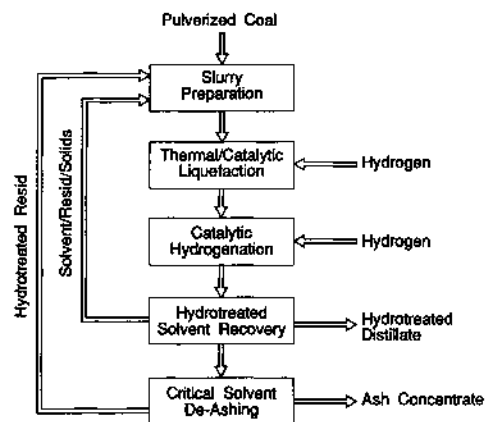 Pulverized Coal
Slurry
Preparation
Thermal/Catalytic
Liquefaction
Hydrogen
Catalytic
Hydrogenation
Hydrogen
Hydrotreated
Solvent Recovery
Hydrotreated
Distillate
Critical Solvent
De-Ashing
Ash Concentrate
Hydrotreated Resid
Solvent/Resid/Solids